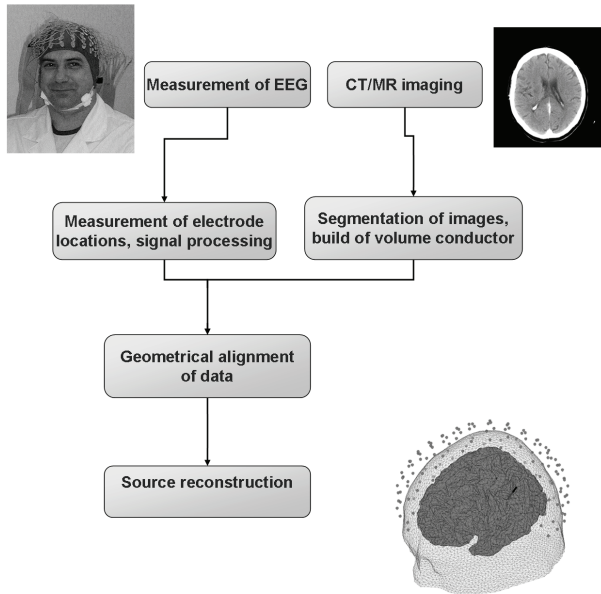 Measurement of EEG
CT/MR imaging
Measurement of electrode
locations, signal processing
Segmentation of images,
build of volume conductor
Geometrical alignment
of data
Source reconstruction